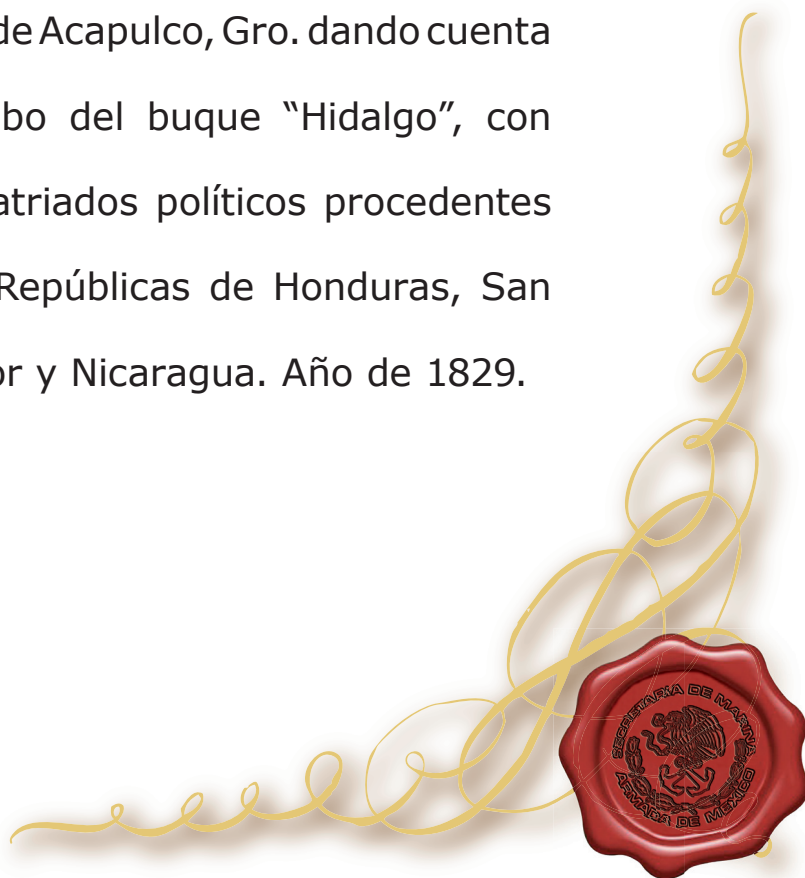 de Acapulco, Gro. dando cuenta
bo del buque “Hidalgo”, con
atriados políticos procedentes
Repúblicas de Honduras, San
or y Nicaragua. Año de 1829.
SECRETARÍA DE MARINA
ARMADA DE MÉXICO